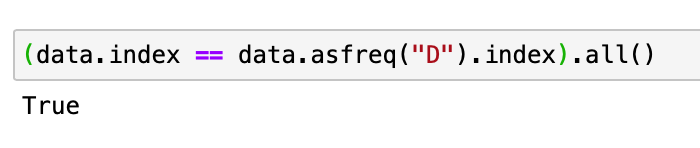 (data.index == data.asfreq("D").index).all()
True